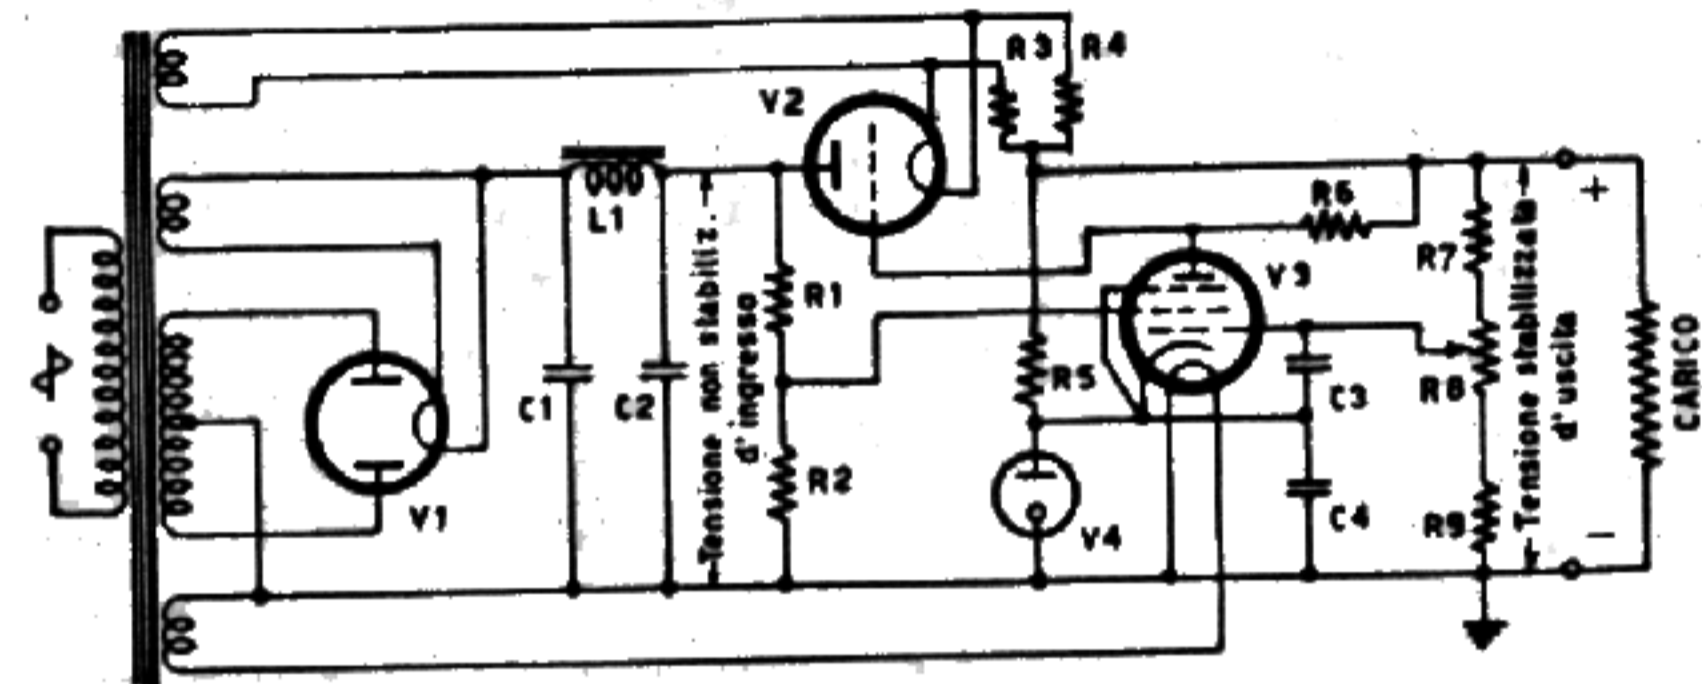 R3
R4
V2
L1
R6
+
R7
V3
R1
Tensione non stabiliz.
d'ingresso
R5
C3
R8
Tensione stabilizzata
d'uscita
CARICO
C1
C2
R2
V1
V4
C4
R9
−